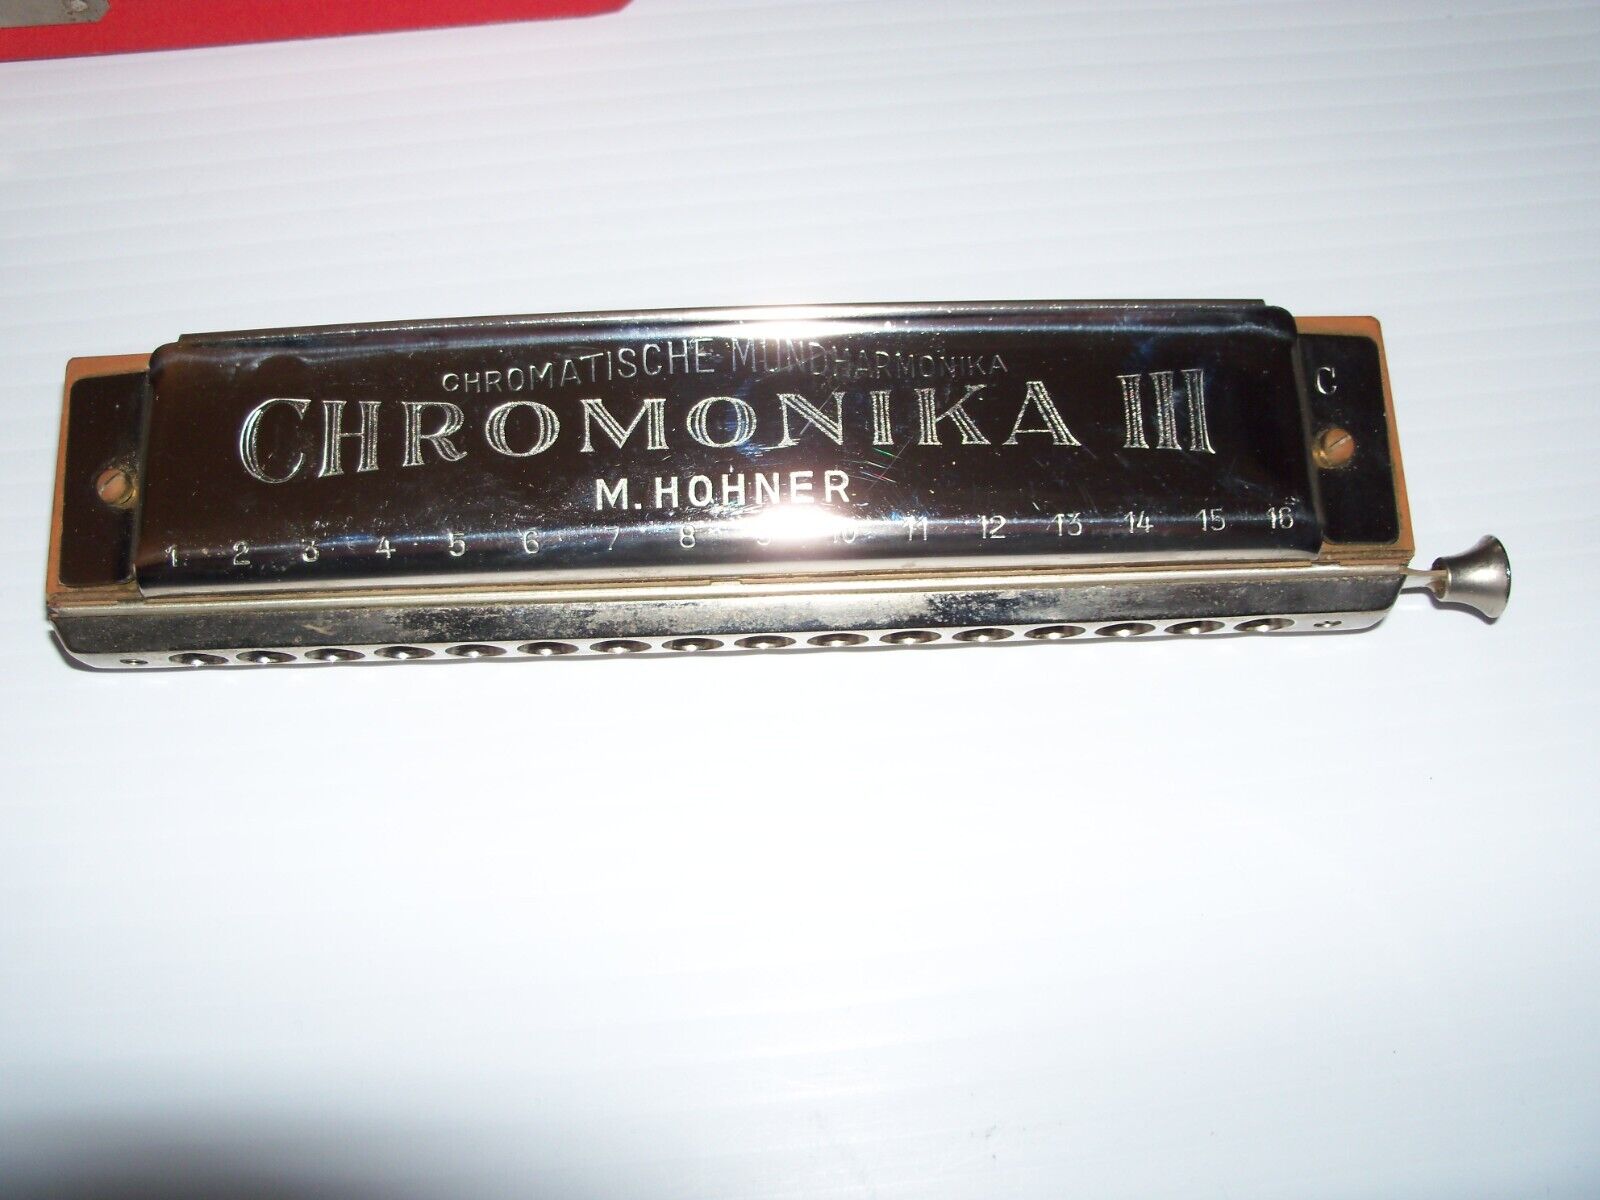 CHROMATISCHE MUNDHARMONIKA
CHROMONIKA III
C
M. HOHNER
1 2 3 4 5 6 7 8 9 10 11 12 13 14 15 16